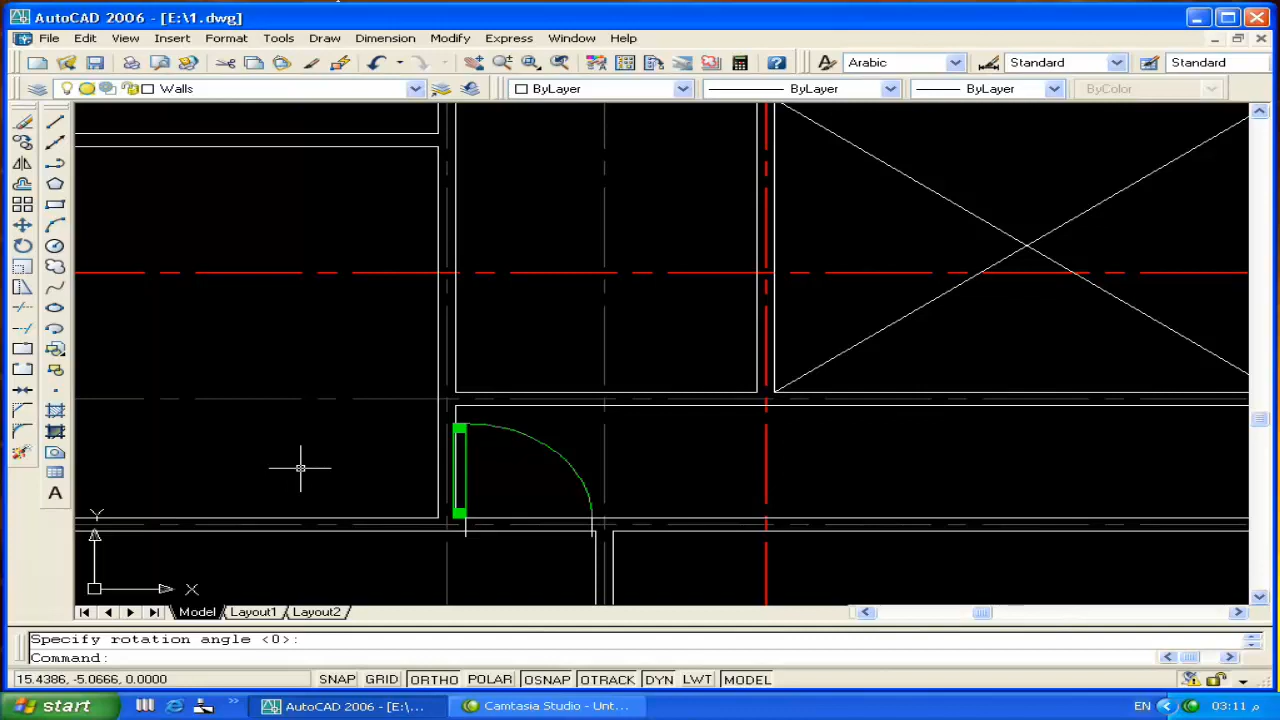 AutoCAD 2006 - [E:\1.dwg]
File Edit View Insert Format Tools Draw Dimension Modify Express Window Help
Arabic Standard Standard
Walls ByLayer ByLayer ByLayer ByColor
A
Y
X
Model Layout1 Layout2
Specify rotation angle <0>:
Command:
15.4386, -5.0666, 0.0000 SNAP GRID ORTHO POLAR OSNAP OTRACK DYN LWT MODEL
start AutoCAD 2006 - [E:\... Camtasia Studio - Unt... EN 03:11 م